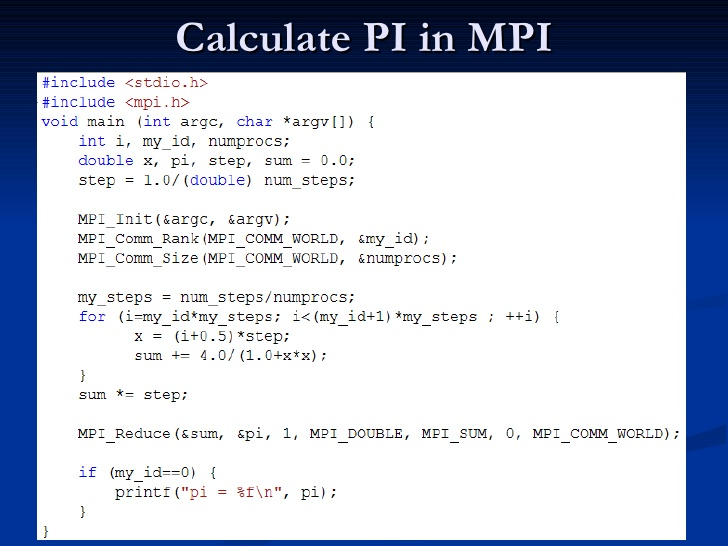 Calculate PI in MPI
#include <stdio.h>
#include <mpi.h>
void main (int argc, char *argv[]) {
    int i, my_id, numprocs;
    double x, pi, step, sum = 0.0;
    step = 1.0/(double) num_steps;
    MPI_Init(&argc, &argv);
    MPI_Comm_Rank(MPI_COMM_WORLD, &my_id);
    MPI_Comm_Size(MPI_COMM_WORLD, &numprocs);
    my_steps = num_steps/numprocs;
    for (i=my_id*my_steps; i<(my_id+1)*my_steps ; ++i) {
          x = (i+0.5)*step;
          sum += 4.0/(1.0+x*x);
    }
    sum *= step;
    MPI_Reduce(&sum, &pi, 1, MPI_DOUBLE, MPI_SUM, 0, MPI_COMM_WORLD);
    if (my_id==0) {
        printf("pi = %f\n", pi);
    }
}